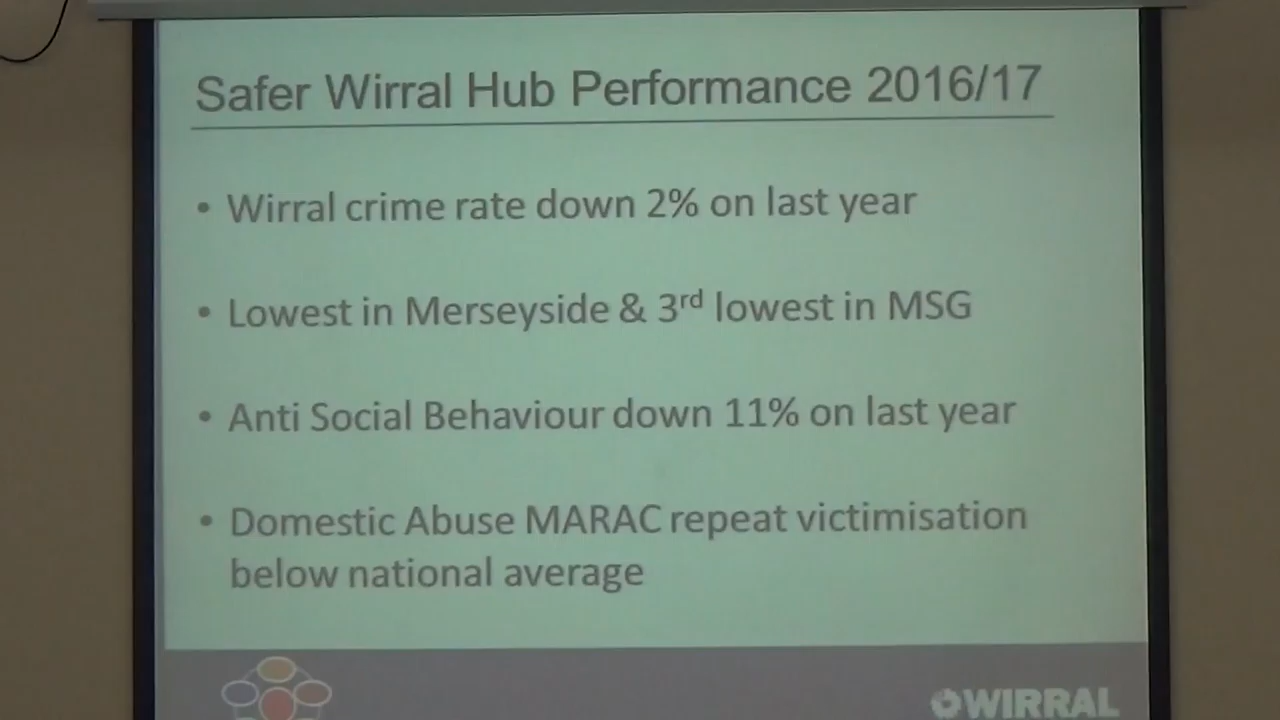 Safer Wirral Hub Performance 2016/17
• Wirral crime rate down 2% on last year
• Lowest in Merseyside & 3rd lowest in MSG
• Anti Social Behaviour down 11% on last year
• Domestic Abuse MARAC repeat victimisation
below national average
WIRRAL